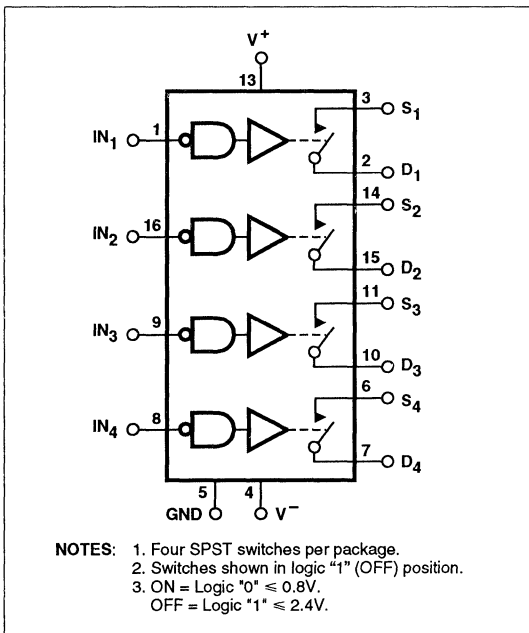 V+
13
IN1 1
3 S1
2 D1
14 S2
IN2 16
15 D2
11 S3
IN3 9
10 D3
6 S4
IN4 8
7 D4
5 4
GND V−
NOTES: 1. Four SPST switches per package.
2. Switches shown in logic “1” (OFF) position.
3. ON = Logic "0" ≤ 0.8V.
OFF = Logic "1" ≤ 2.4V.